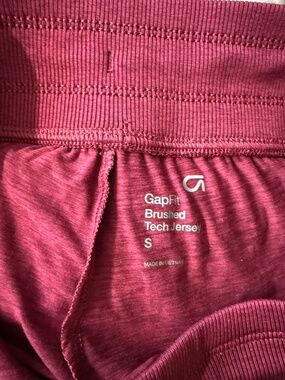 GapFit
Brushed
Tech Jersey
S
MADE IN VIETNAM